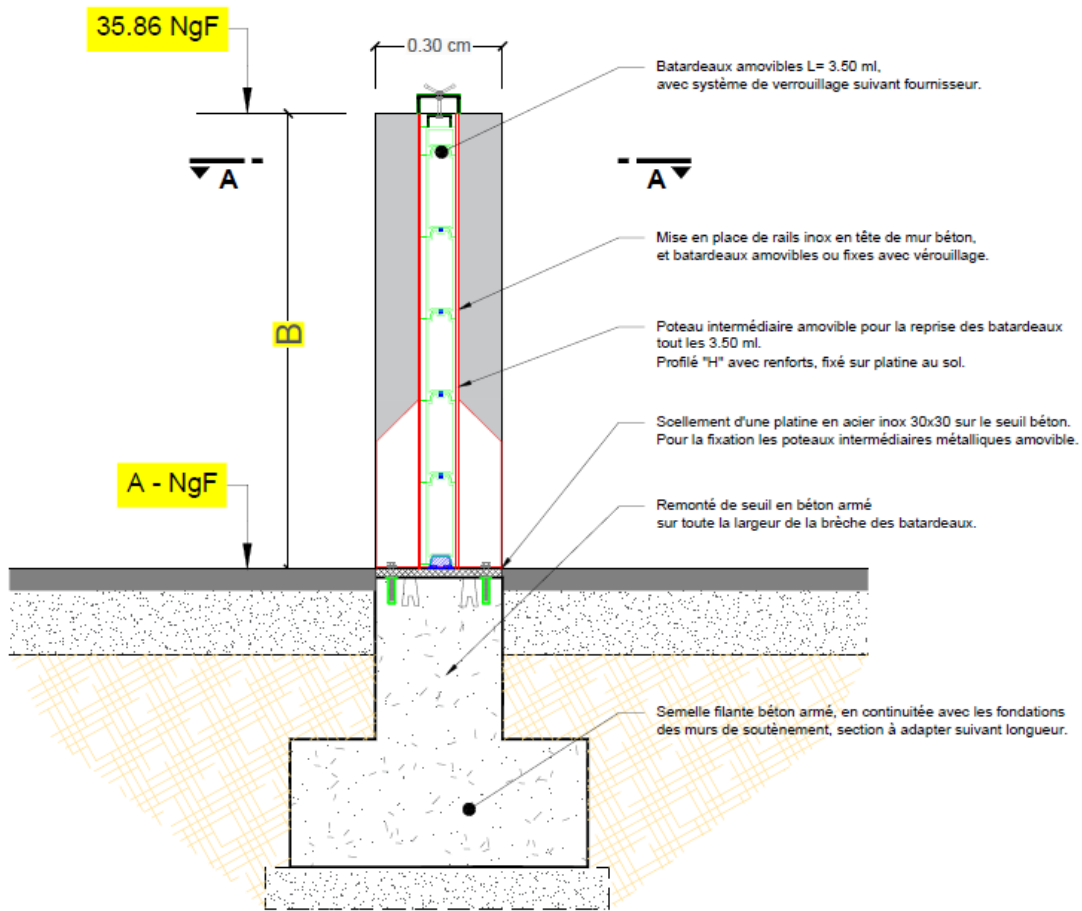 35.86 NgF
0.30 cm
Batardeaux amovibles L= 3.50 ml,
avec système de verrouillage suivant fournisseur.
A
A
Mise en place de rails inox en tête de mur béton,
et batardeaux amovibles ou fixes avec vérouillage.
B
Poteau intermédiaire amovible pour la reprise des batardeaux
tout les 3.50 ml.
Profilé "H" avec renforts, fixé sur platine au sol.
Scellement d'une platine en acier inox 30x30 sur le seuil béton.
Pour la fixation les poteaux intermédiaires métalliques amovible.
A - NgF
Remonté de seuil en béton armé
sur toute la largeur de la brèche des batardeaux.
Semelle filante béton armé, en continuitée avec les fondations
des murs de soutènement, section à adapter suivant longueur.